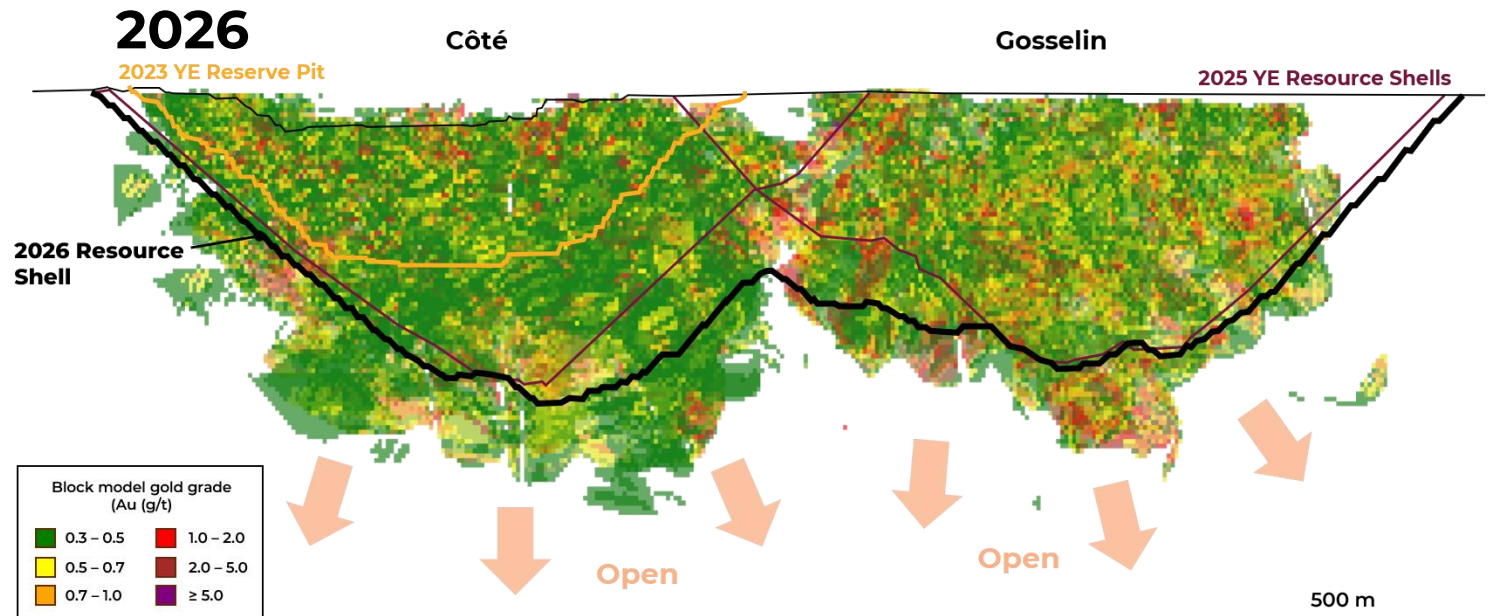 2026
Côté
Gosselin
2023 YE Reserve Pit
2025 YE Resource Shells
2026 Resource
Shell
Block model gold grade
(Au (g/t)
0.3 – 0.5
1.0 – 2.0
0.5 – 0.7
2.0 – 5.0
0.7 – 1.0
≥ 5.0
Open
Open
500 m